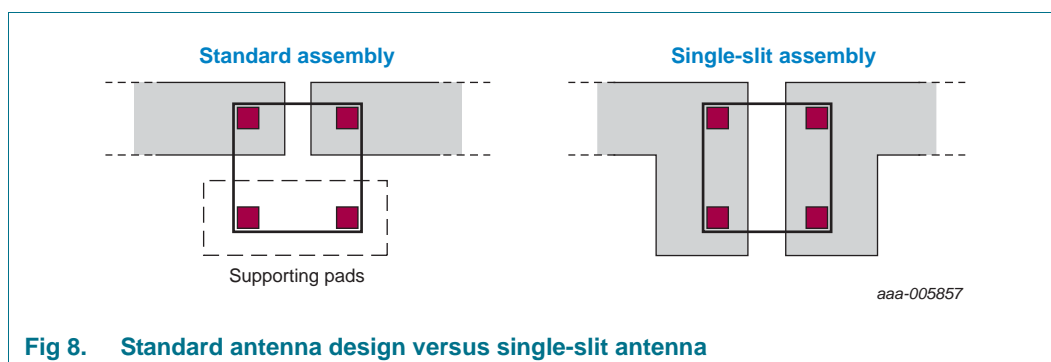 Standard assembly
Single-slit assembly
Supporting pads
aaa-005857
Fig 8. Standard antenna design versus single-slit antenna